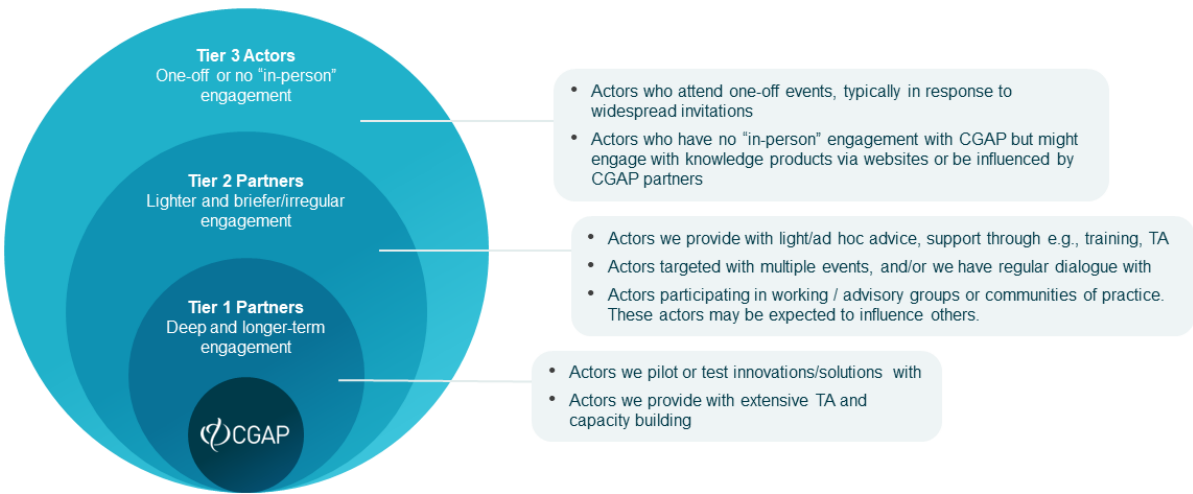 Tier 3 Actors
One-off or no “in-person”
engagement
• Actors who attend one-off events, typically in response to
widespread invitations
• Actors who have no “in-person” engagement with CGAP but might
engage with knowledge products via websites or be influenced by
CGAP partners
Tier 2 Partners
Lighter and briefer/irregular
engagement
• Actors we provide with light/ad hoc advice, support through e.g., training, TA
• Actors targeted with multiple events, and/or we have regular dialogue with
• Actors participating in working / advisory groups or communities of practice.
These actors may be expected to influence others.
Tier 1 Partners
Deep and longer-term
engagement
• Actors we pilot or test innovations/solutions with
• Actors we provide with extensive TA and
capacity building
CGAP